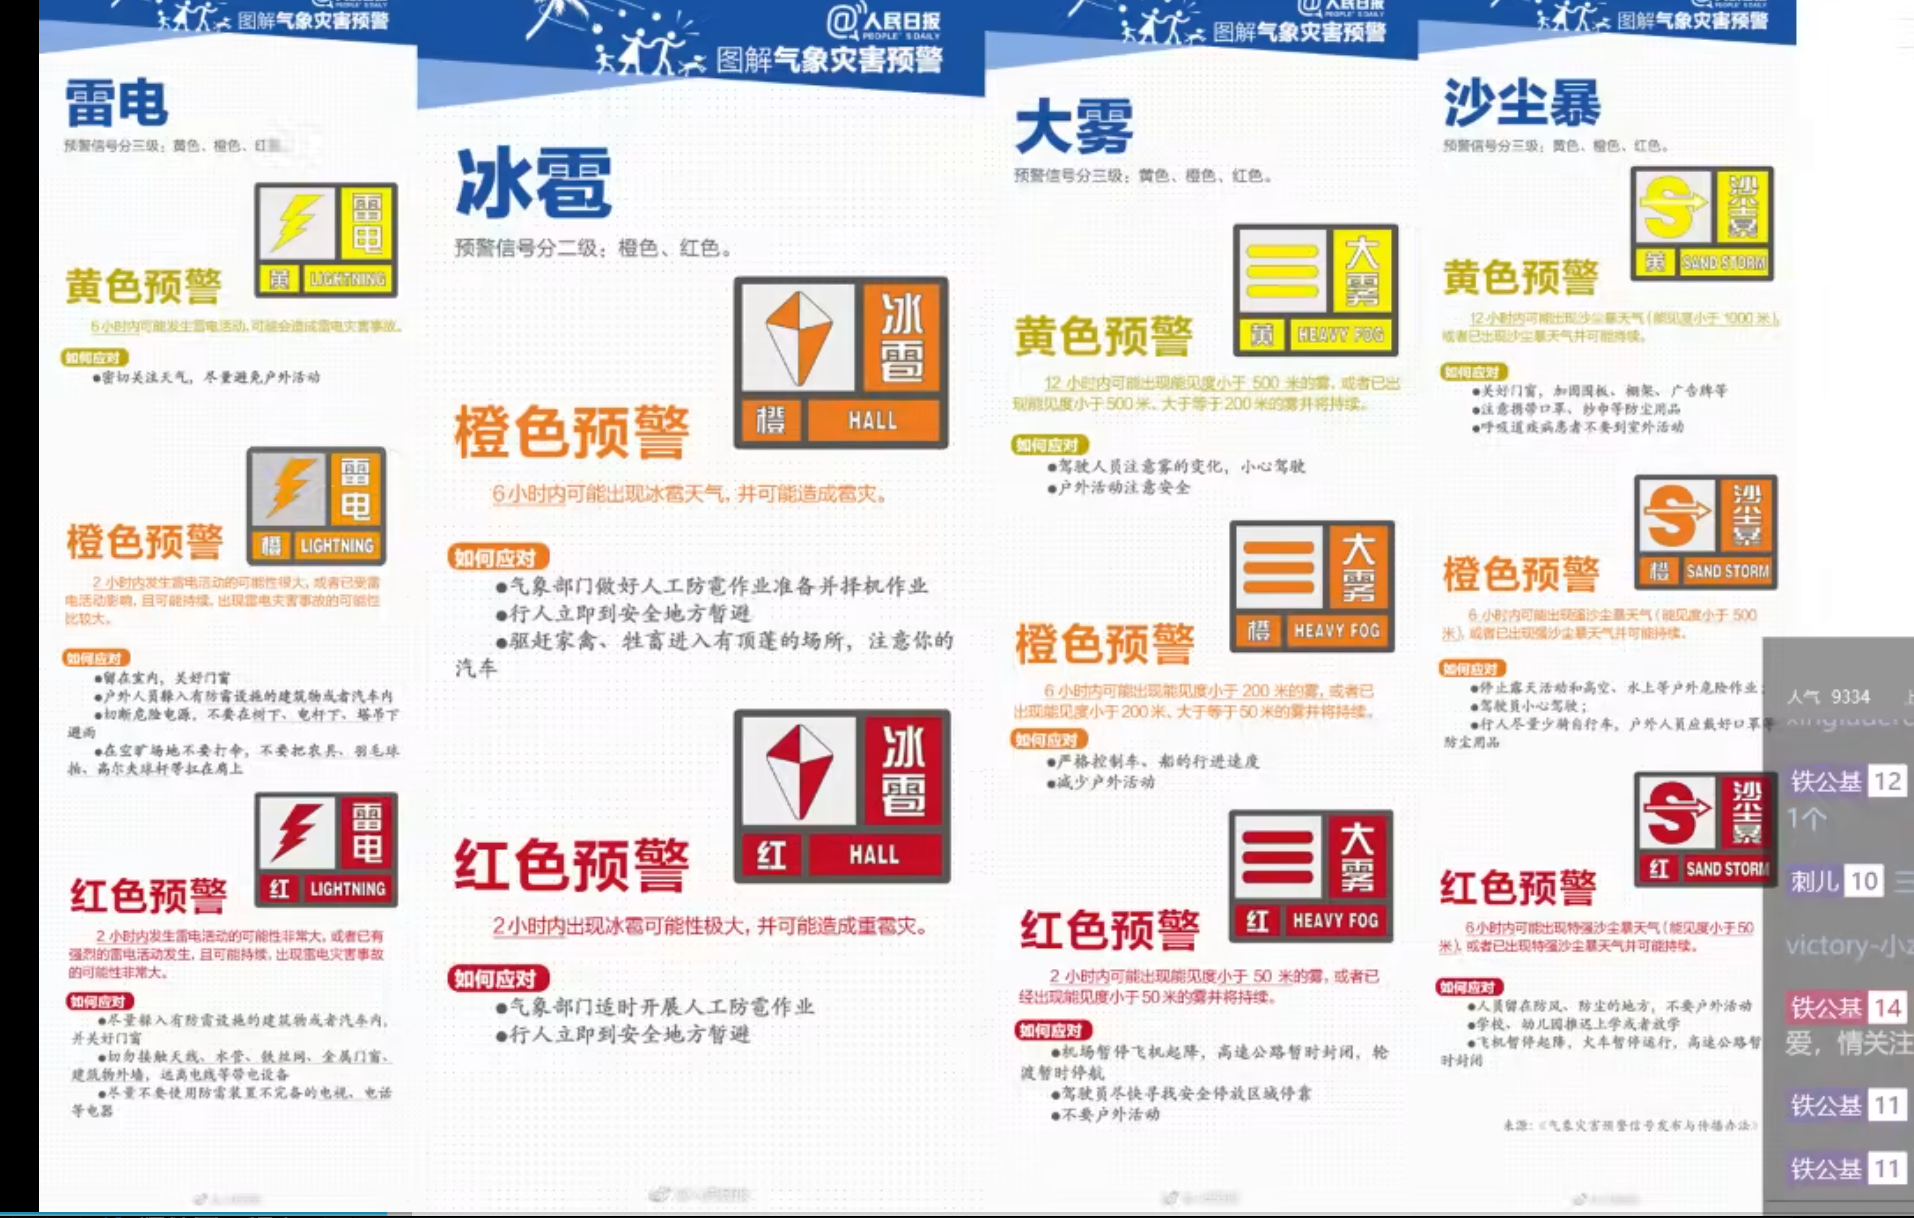 图解气象灾害预警
雷电
预警信号分三级：黄色、橙色、红
雷电
黄 LIGHTNING
黄色预警
6小时内可能发生雷电活动，可能会造成雷电灾害事故。
如何应对
●密切关注天气，尽量避免户外活动
雷电
橙 LIGHTNING
橙色预警
2小时内发生雷电活动的可能性很大，或者已受雷
电活动影响，且可能持续，出现雷电灾害事故的可能性
比较大。
如何应对
●留在室内，关好门窗
●户外人员躲入有防雷设施的建筑物或者汽车内
●切断危险电源，不要在树下、电杆下、塔吊下
避雨
●在空旷场地不要打伞，不要把农具、羽毛球
拍、高尔夫球杆等扛在肩上
雷电
红 LIGHTNING
红色预警
2小时内发生雷电活动的可能性非常大，或者已有
强烈的雷电活动发生，且可能持续，出现雷电灾害事故
的可能性非常大。
如何应对
●尽量躲入有防雷设施的建筑物或者汽车内，
并关好门窗
●切勿接触天线、水管、铁丝网、金属门窗、
建筑物外墙，远离电线等带电设备
●尽量不要使用防雷装置不完备的电视、电话
等电器
@人民日报
PEOPLE'S DAILY
图解气象灾害预警
冰雹
预警信号分二级：橙色、红色。
冰雹
橙 HALL
橙色预警
6小时内可能出现冰雹天气，并可能造成雹灾。
如何应对
●气象部门做好人工防雹作业准备并择机作业
●行人立即到安全地方暂避
●驱赶家禽、牲畜进入有顶蓬的场所，注意你的
汽车
冰雹
红 HALL
红色预警
2小时内出现冰雹可能性极大，并可能造成重雹灾。
如何应对
●气象部门适时开展人工防雹作业
●行人立即到安全地方暂避
人民日报
PEOPLE'S DAILY
图解气象灾害预警
大雾
预警信号分三级：黄色、橙色、红色。
大雾
黄 HEAVY FOG
黄色预警
12小时内可能出现能见度小于500米的雾，或者已出
现能见度小于500米、大于等于200米的雾并将持续。
如何应对
●驾驶人员注意雾的变化，小心驾驶
●户外活动注意安全
大雾
橙 HEAVY FOG
橙色预警
6小时内可能出现能见度小于200米的雾，或者已
出现能见度小于200米、大于等于50米的雾并将持续。
如何应对
●严格控制车、船的行进速度
●减少户外活动
大雾
红 HEAVY FOG
红色预警
2小时内可能出现能见度小于50米的雾，或者已
经出现能见度小于50米的雾并将持续。
如何应对
●机场暂停飞机起降，高速公路暂时封闭，轮
渡暂时停航
●驾驶员尽快寻找安全停放区域停靠
●不要户外活动
图解气象灾害预警
沙尘暴
预警信号分三级：黄色、橙色、红色。
沙尘暴
黄 SAND STORM
黄色预警
12小时内可能出现沙尘暴天气（能见度小于1000米），
或者已出现沙尘暴天气并可能持续。
如何应对
●关好门窗，加固围板、棚架、广告牌等
●注意携带口罩、纱巾等防尘用品
●呼吸道疾病患者不要到室外活动
沙尘暴
橙 SAND STORM
橙色预警
6小时内可能出现强沙尘暴天气（能见度小于500
米），或者已出现强沙尘暴天气并可能持续。
如何应对
●停止露天活动和高空、水上等户外危险作业；
●驾驶员小心驾驶；
●行人尽量少骑自行车，户外人员应戴好口罩等
防尘用品
沙尘暴
红 SAND STORM
红色预警
6小时内可能出现特强沙尘暴天气（能见度小于50
米），或者已出现特强沙尘暴天气并可能持续。
如何应对
●人员留在防风、防尘的地方，不要户外活动
●学校、幼儿园推迟上学或者放学
●飞机暂停起降，火车暂停运行，高速公路暂
时封闭
来源：《气象灾害预警信号发布与传播办法》
人气 9334
铁公基 12
1个
刺儿 10
victory-小
铁公基 14
爱，情关注
铁公基 11
铁公基 11